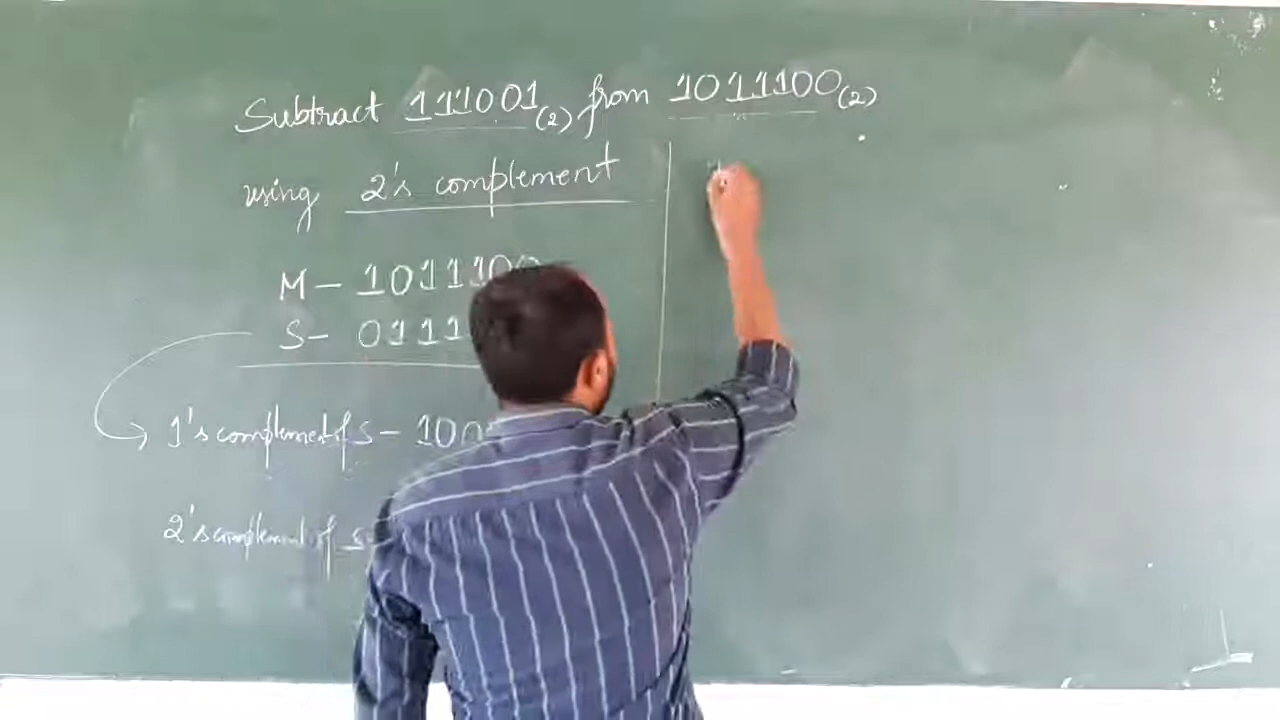 Subtract 111001(2) from 1011100(2)
using 2's complement
M - 1011100
S - 0111
1's complement of S - 100
2's complement of S